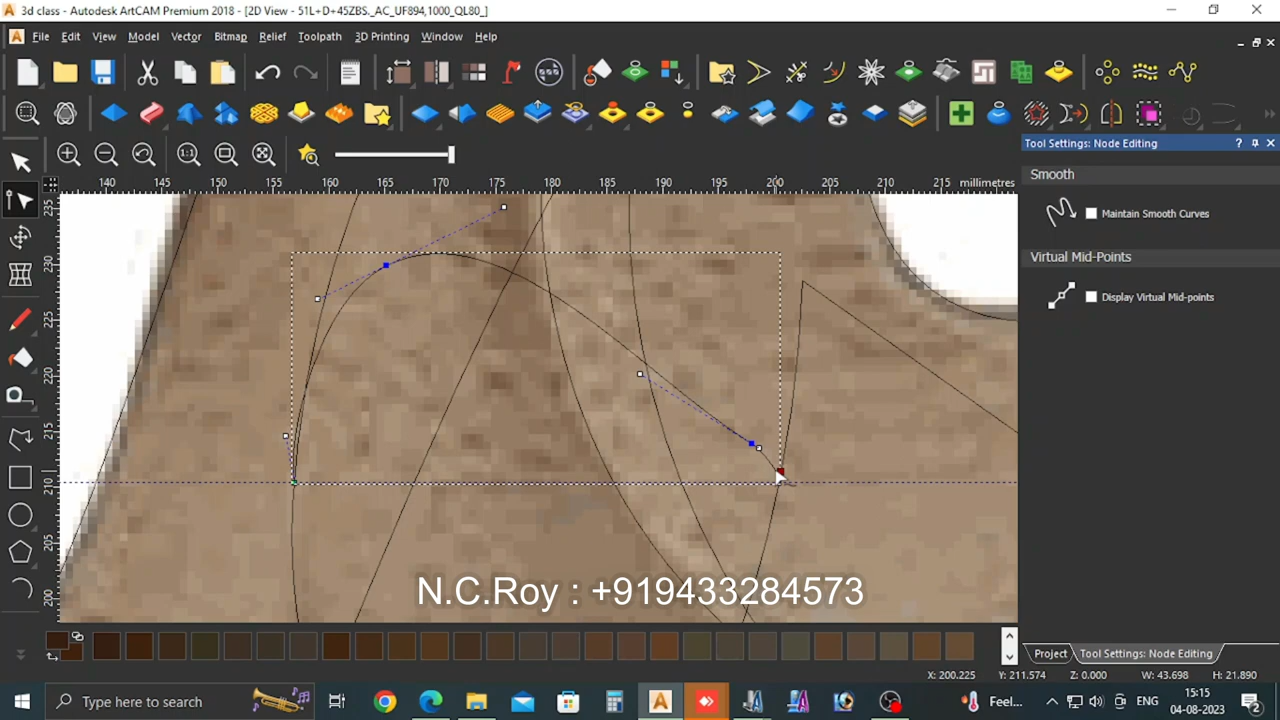 3d class - Autodesk ArtCAM Premium 2018 - [2D View - 51L+D+45ZBS._AC_UF894,1000_QL80_]
File Edit View Model Vector Bitmap Relief Toolpath 3D Printing Window Help
Tool Settings: Node Editing
140 145 150 155 160 165 170 175 180 185 190 195 200 205 210 215 millimetres
235
230
225
220
215
210
205
200
Smooth
Maintain Smooth Curves
Virtual Mid-Points
Display Virtual Mid-points
N.C.Roy : +919433284573
Project Tool Settings: Node Editing
X: 200.225 Y: 211.574 Z: 0.000 W: 43.698 H: 21.890
Type here to search
Feel...
ENG
15:15
04-08-2023
2